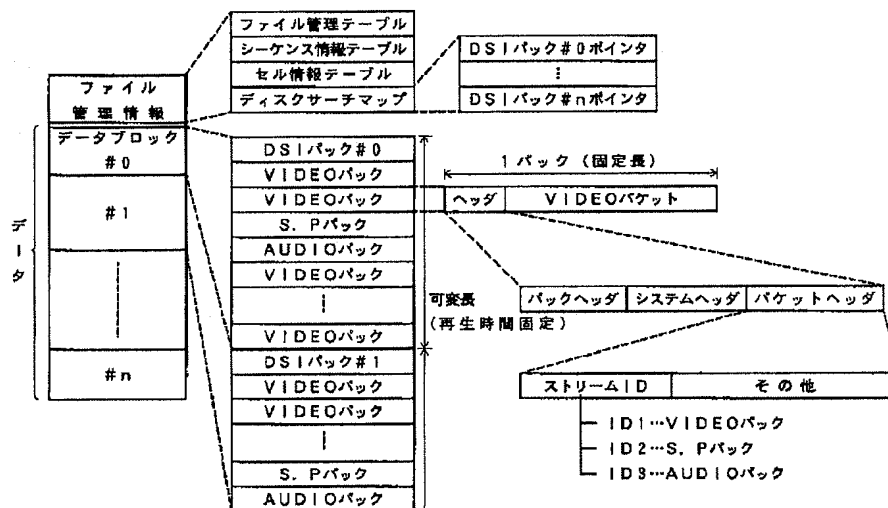 ファイル管理テーブル
シーケンス情報テーブル
セル情報テーブル
ディスクサーチマップ
DSIパック#0ポインタ
⋮
DSIパック#nポインタ
ファイル
管理情報
データブロック
#0
#1
#n
データ
DSIパック#0
VIDEOパック
VIDEOパック
S. Pパック
AUDIOパック
VIDEOパック
VIDEOパック
DSIパック#1
VIDEOパック
VIDEOパック
S. Pパック
AUDIOパック
可変長
(再生時間固定)
1パック (固定長)
ヘッダ VIDEOパケット
パックヘッダ システムヘッダ パケットヘッダ
ストリームID その他
ID1…VIDEOパック
ID2…S. Pパック
ID3…AUDIOパック